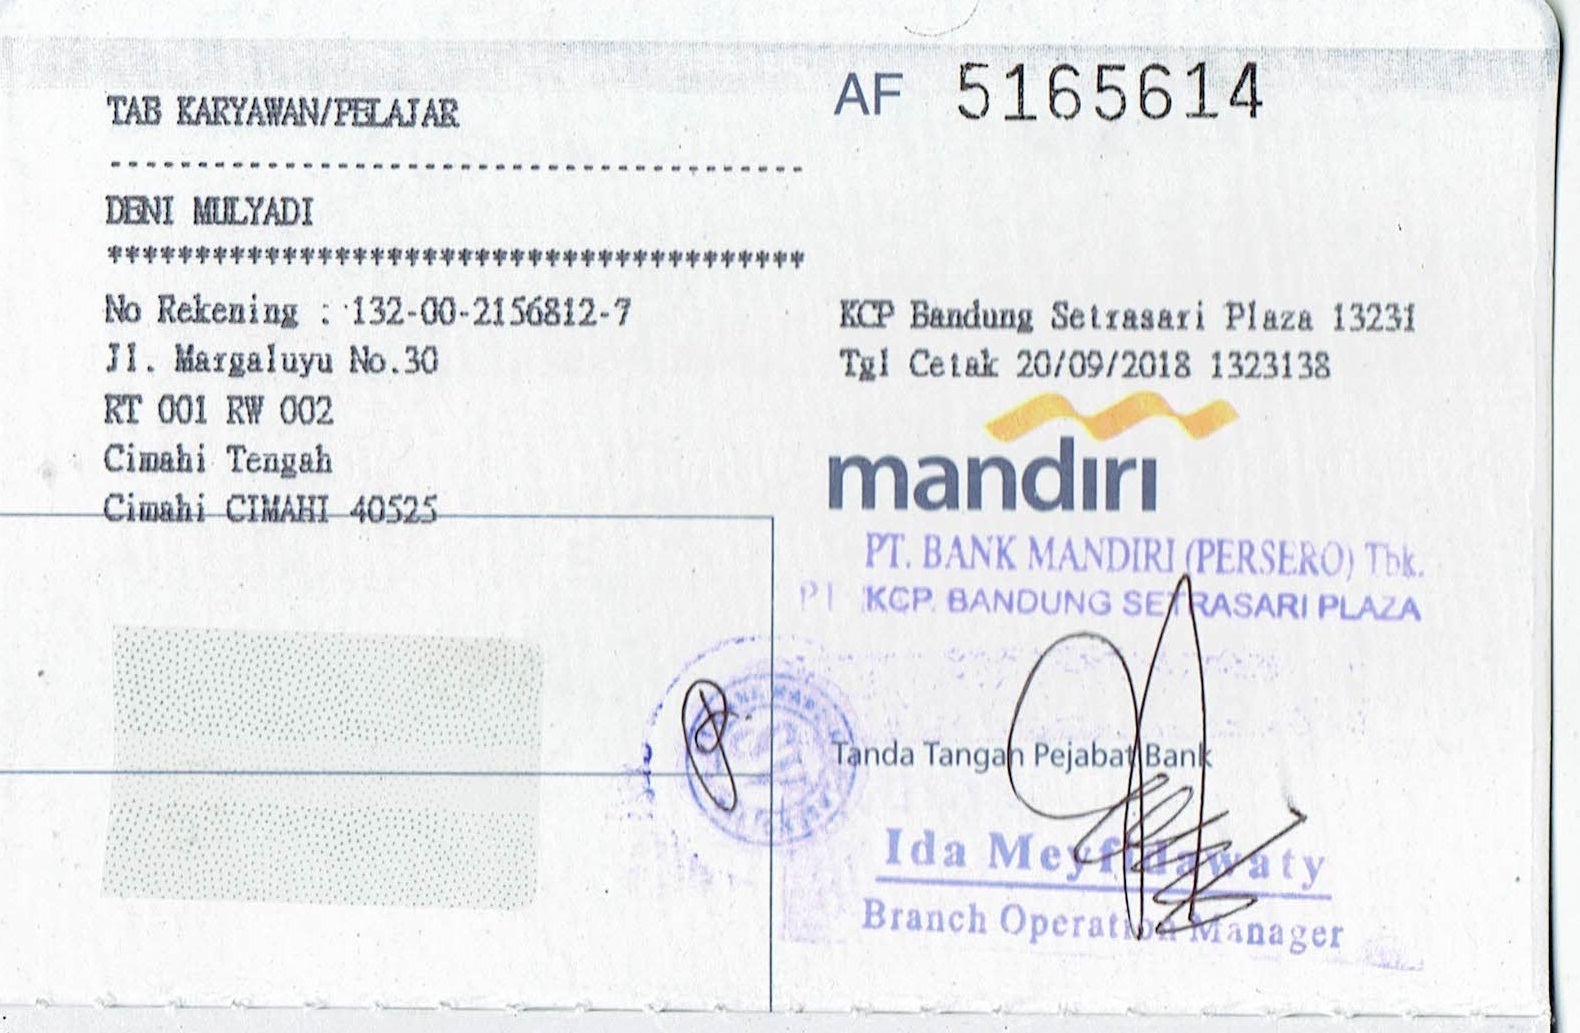 TAB KARYAWAN/PELAJAR
----------------------------------------
DENI MULYADI
****************************************
No Rekening : 132-00-2156812-7
Jl. Margaluyu No.30
RT 001 RW 002
Cimahi Tengah
Cimahi CIMAHI 40525
AF 5165614
KCP Bandung Setrasari Plaza 13231
Tgl Cetak 20/09/2018 1323138
mandiri
PT. BANK MANDIRI (PERSERO) Tbk.
KCP. BANDUNG SETRASARI PLAZA
Tanda Tangan Pejabat Bank
Ida
Branch Operation Manager